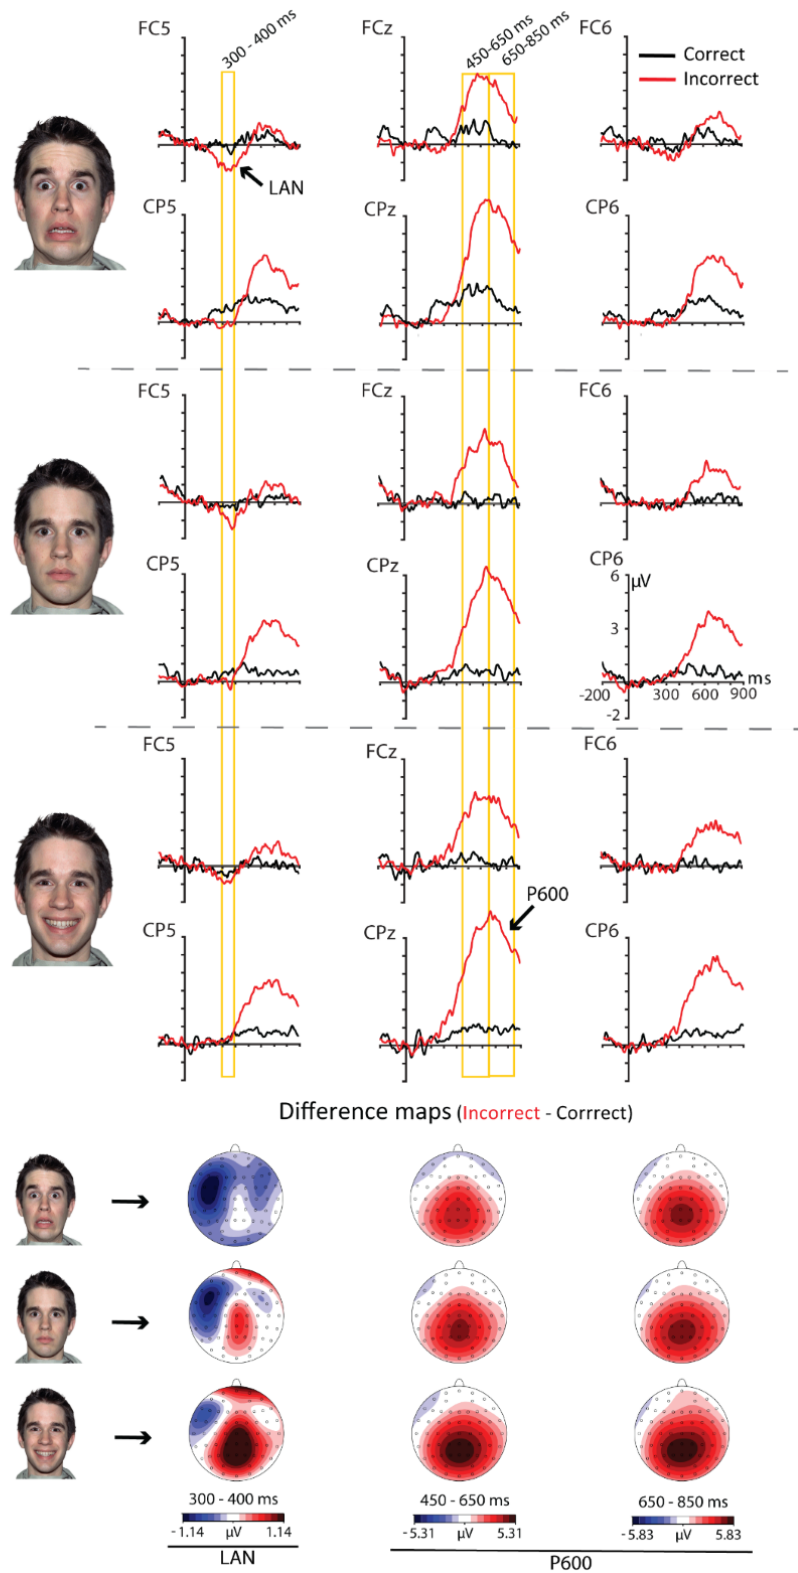 FC5 300 - 400 ms FCz 450-650 ms 650-850 ms FC6
Correct
Incorrect
LAN
CP5 CPz CP6
FC5 FCz FC6
CP5 CPz CP6
6 µV
3
-200 300 600 900 ms
-2
FC5 FCz FC6
P600
CP5 CPz CP6
Difference maps (Incorrect - Corrrect)
300 - 400 ms 450 - 650 ms 650 - 850 ms
-1.14 µV 1.14 -5.31 µV 5.31 -5.83 µV 5.83
LAN P600